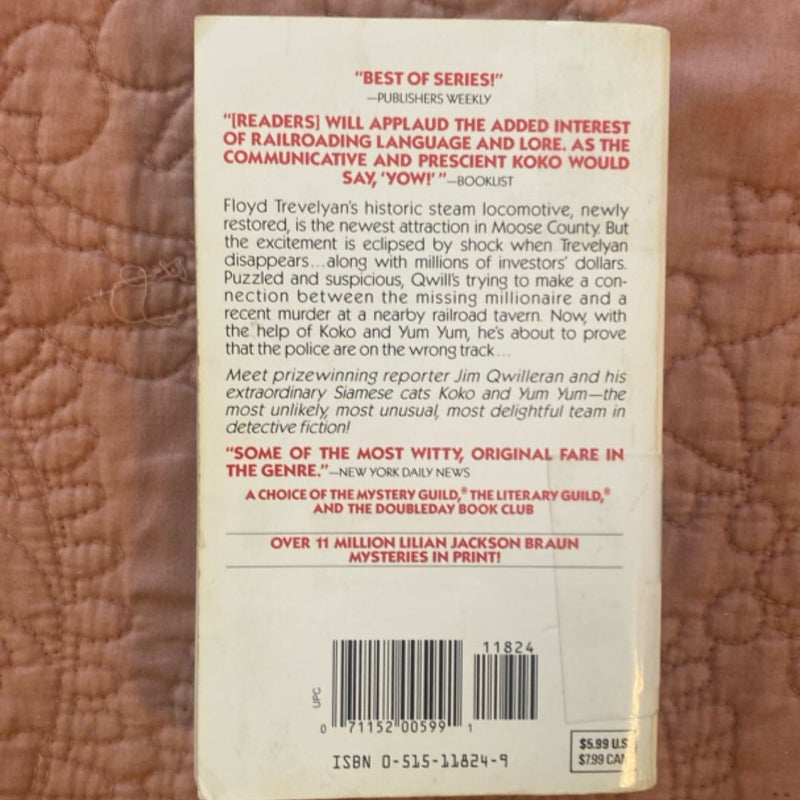 "BEST OF SERIES!"
—PUBLISHERS WEEKLY
"[READERS] WILL APPLAUD THE ADDED INTEREST
OF RAILROADING LANGUAGE AND LORE. AS THE
COMMUNICATIVE AND PRESCIENT KOKO WOULD
SAY, 'YOW!' "—BOOKLIST
Floyd Trevelyan's historic steam locomotive, newly
restored, is the newest attraction in Moose County. But
the excitement is eclipsed by shock when Trevelyan
disappears...along with millions of investors' dollars.
Puzzled and suspicious, Qwill's trying to make a con-
nection between the missing millionaire and a
recent murder at a nearby railroad tavern. Now, with
the help of Koko and Yum Yum, he's about to prove
that the police are on the wrong track...
Meet prizewinning reporter Jim Qwilleran and his
extraordinary Siamese cats Koko and Yum Yum—the
most unlikely, most unusual, most delightful team in
detective fiction!
"SOME OF THE MOST WITTY, ORIGINAL FARE IN
THE GENRE."—NEW YORK DAILY NEWS
A CHOICE OF THE MYSTERY GUILD,® THE LITERARY GUILD,®
AND THE DOUBLEDAY BOOK CLUB
OVER 11 MILLION LILIAN JACKSON BRAUN
MYSTERIES IN PRINT!
11824
UPC
0 71152 00599 1
ISBN 0-515-11824-9
$5.99 U.S.
$7.99 CAN